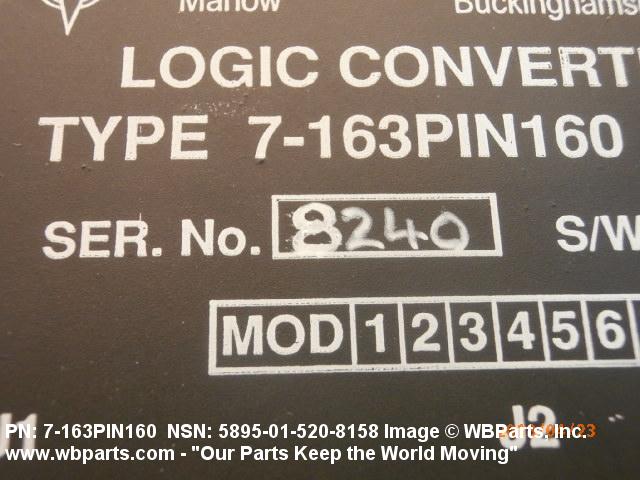 Marlow Buckinghams
LOGIC CONVERT
TYPE 7-163PIN160
SER. No. 8240 S/W
MOD 1 2 3 4 5 6
J1 J2
PN: 7-163PIN160 NSN: 5895-01-520-8158 Image © WBParts, Inc.
www.wbparts.com - "Our Parts Keep the World Moving"